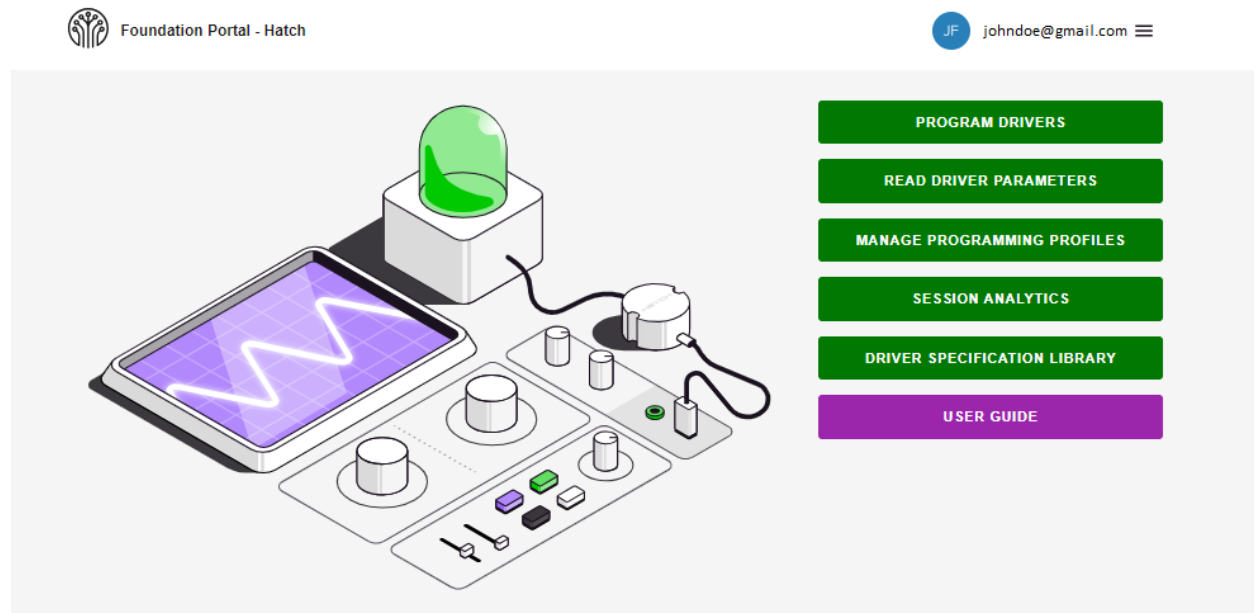 Foundation Portal - Hatch
JF
johndoe@gmail.com
PROGRAM DRIVERS
READ DRIVER PARAMETERS
MANAGE PROGRAMMING PROFILES
SESSION ANALYTICS
DRIVER SPECIFICATION LIBRARY
USER GUIDE